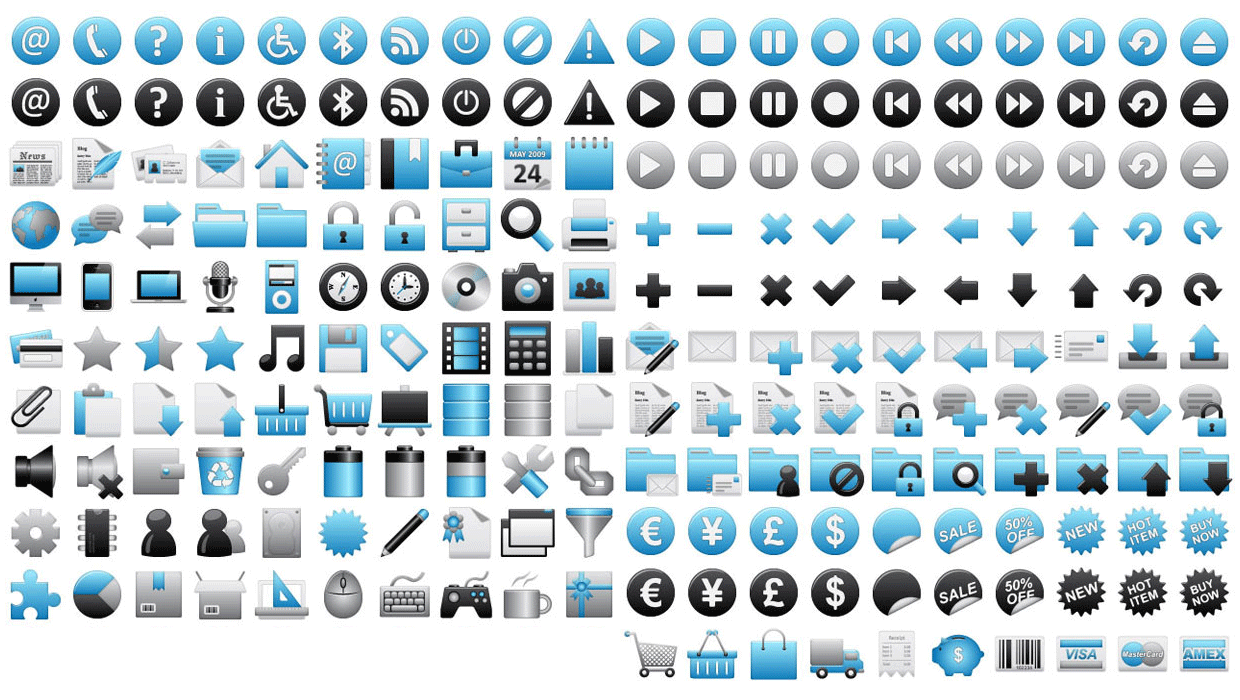 @
?
i
!
@
?
i
!
News
Blog
@
MAY 2009
24
Blog
Blog
Blog
Blog
Blog
€
¥
£
$
SALE
50%
OFF
NEW
HOT
ITEM
BUY
NOW
€
¥
£
$
SALE
50%
OFF
NEW
HOT
ITEM
BUY
NOW
Receipt
$
VISA
MasterCard
AMEX